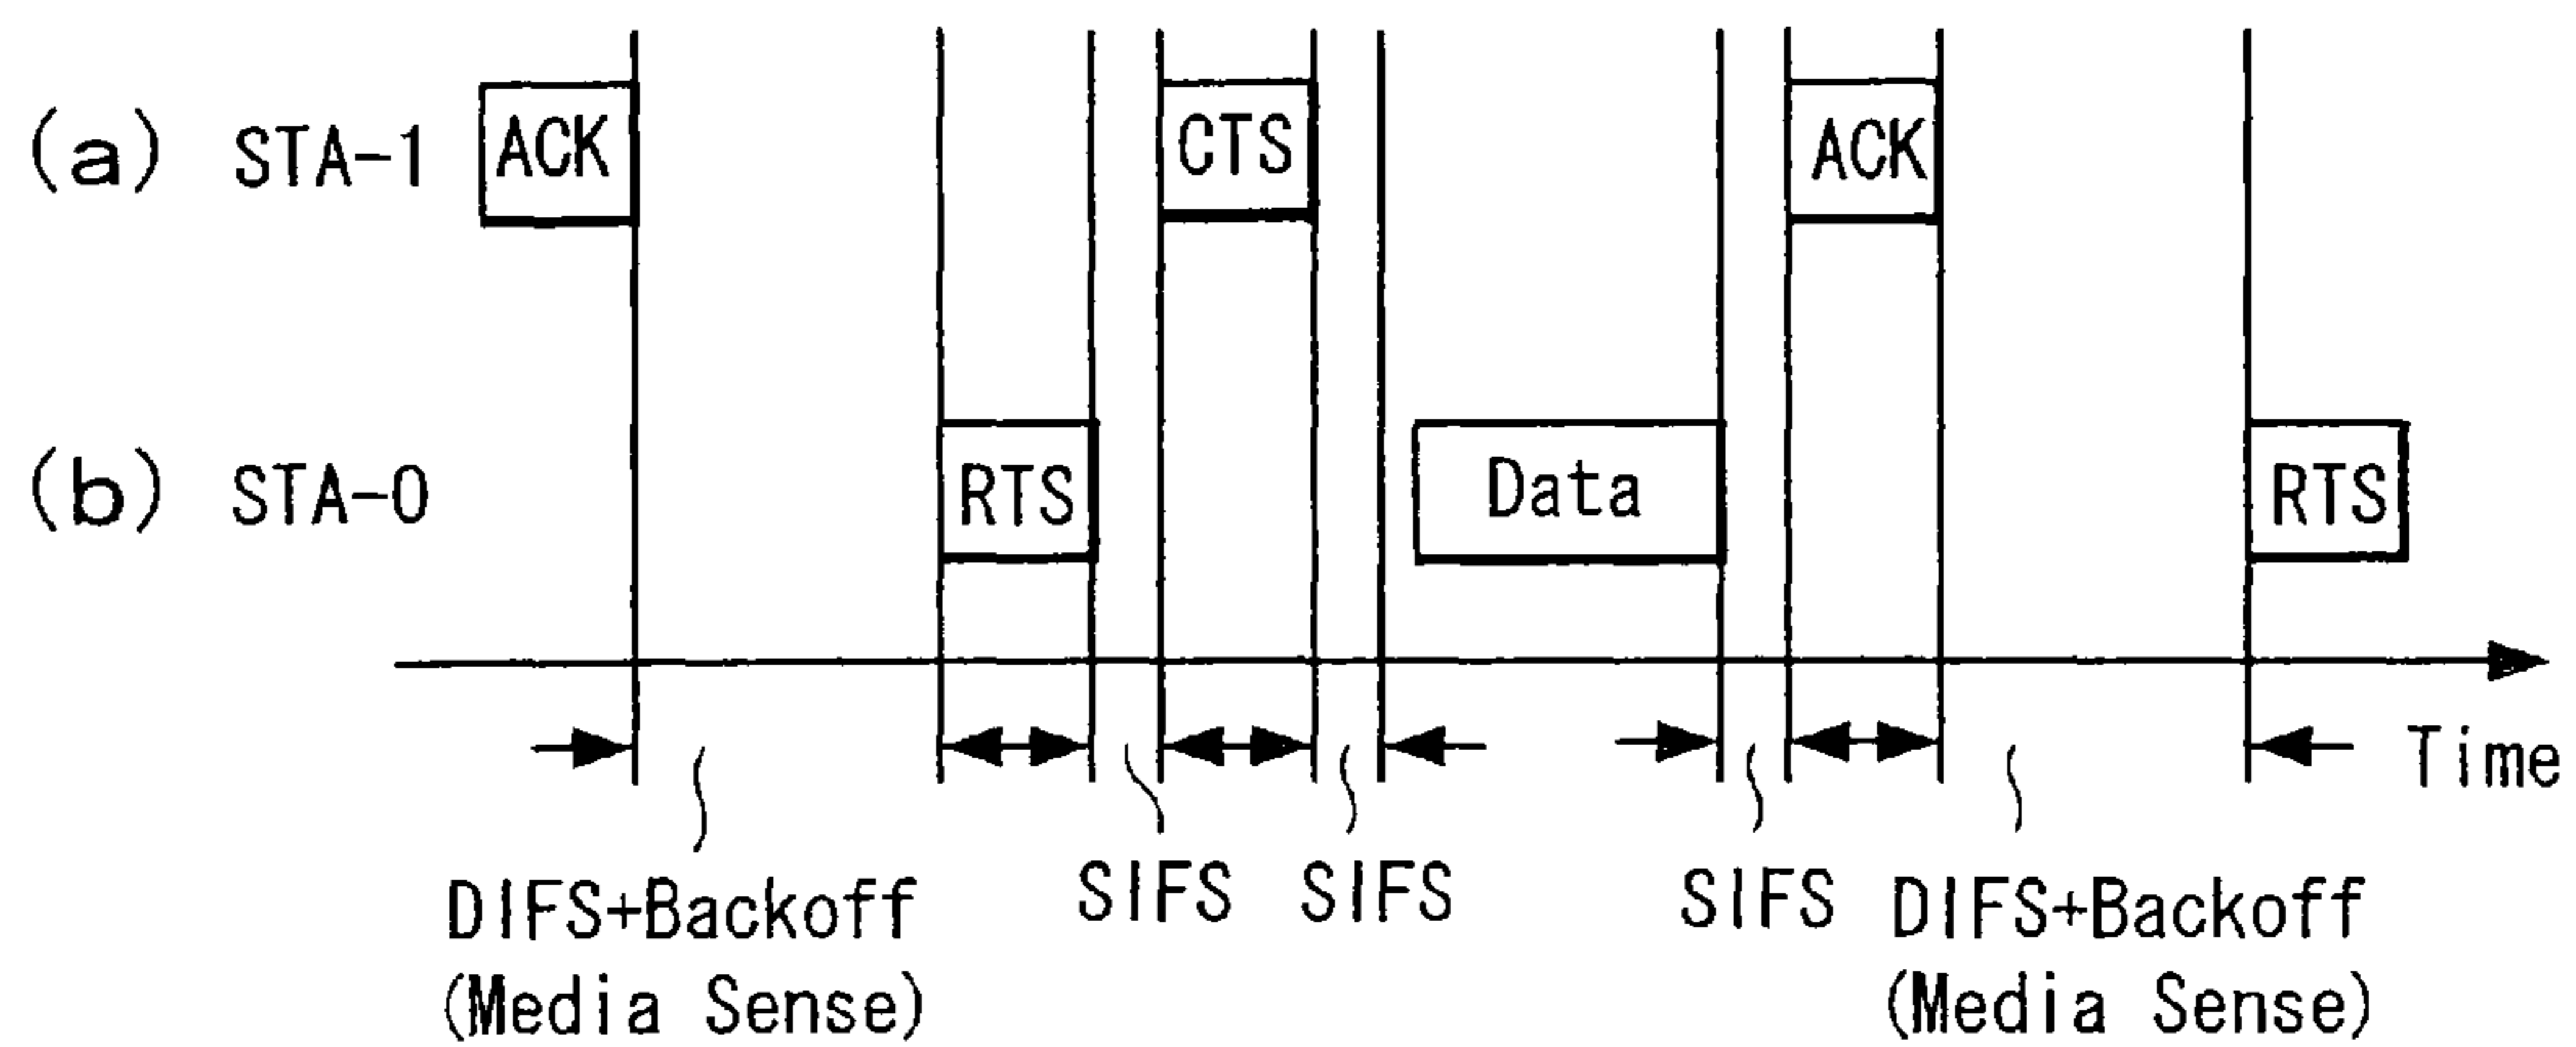 (a) STA-1 ACK CTS ACK
(b) STA-0 RTS Data RTS
Time
DIFS+Backoff SIFS SIFS SIFS DIFS+Backoff
(Media Sense) (Media Sense)